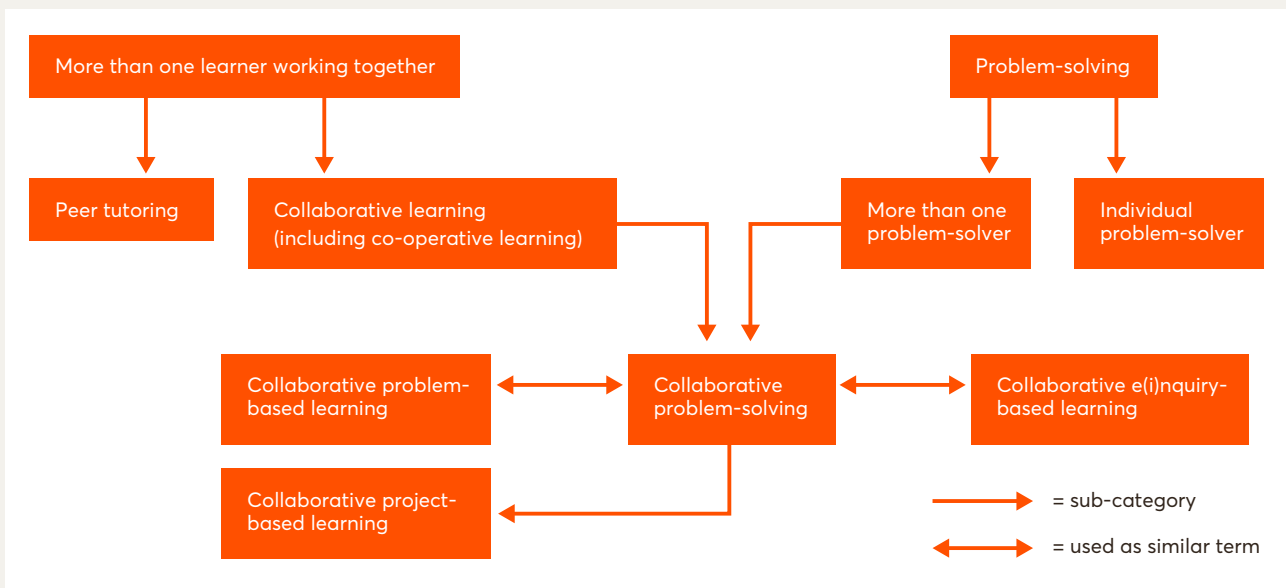 More than one learner working together
Problem-solving
Peer tutoring
Collaborative learning
(including co-operative learning)
More than one
problem-solver
Individual
problem-solver
Collaborative problem-
based learning
Collaborative
problem-solving
Collaborative e(i)nquiry-
based learning
Collaborative project-
based learning
= sub-category
= used as similar term